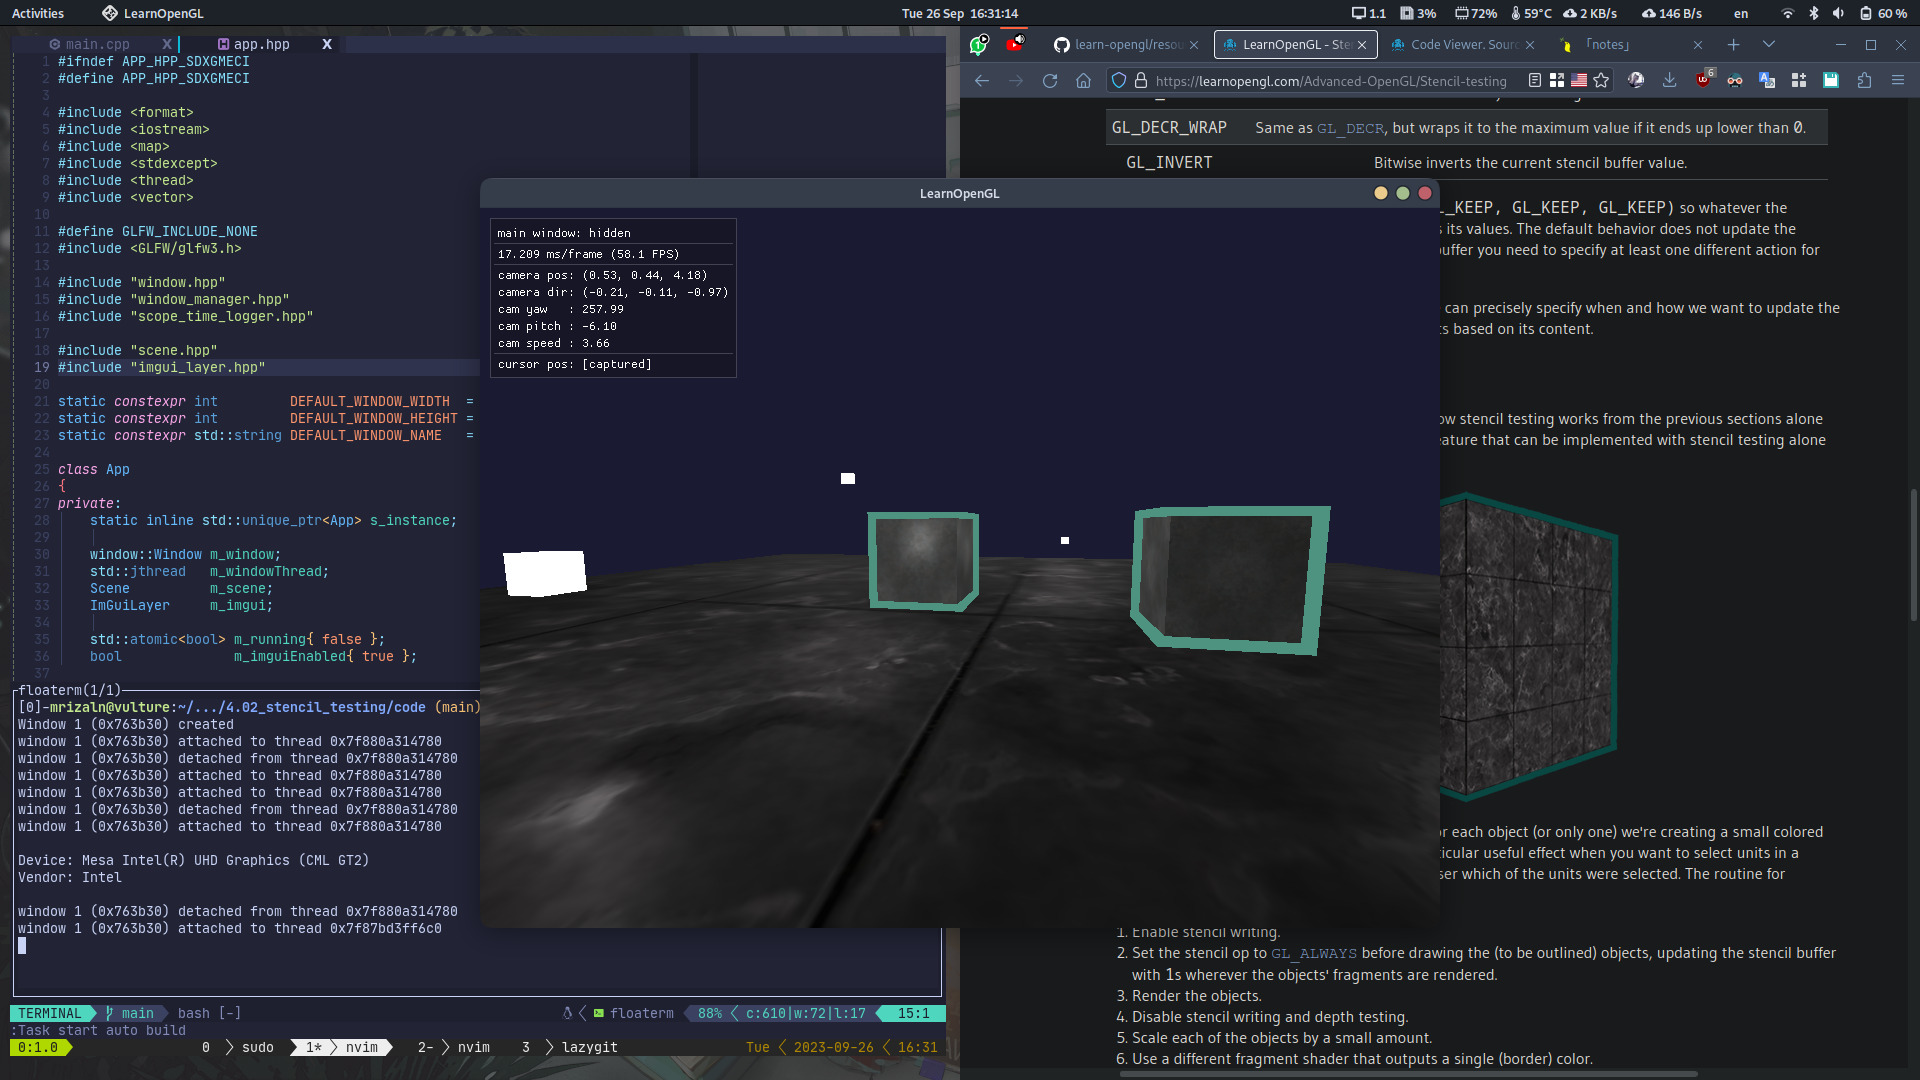 Activities
LearnOpenGL
Tue 26 Sep 16:31:14
1.1
3%
72%
59°C
2 KB/s
146 B/s
en
60 %
main.cpp X
app.hpp X
1 #ifndef APP_HPP_SDXGMECI
2 #define APP_HPP_SDXGMECI
3
4 #include <format>
5 #include <iostream>
6 #include <map>
7 #include <stdexcept>
8 #include <thread>
9 #include <vector>
10
11 #define GLFW_INCLUDE_NONE
12 #include <GLFW/glfw3.h>
13
14 #include "window.hpp"
15 #include "window_manager.hpp"
16 #include "scope_time_logger.hpp"
17
18 #include "scene.hpp"
19 #include "imgui_layer.hpp"
20
21 static constexpr int DEFAULT_WINDOW_WIDTH =
22 static constexpr int DEFAULT_WINDOW_HEIGHT =
23 static constexpr std::string DEFAULT_WINDOW_NAME =
24
25 class App
26 {
27 private:
28 static inline std::unique_ptr<App> s_instance;
29
30 window::Window m_window;
31 std::jthread m_windowThread;
32 Scene m_scene;
33 ImGuiLayer m_imgui;
34
35 std::atomic<bool> m_running{ false };
36 bool m_imguiEnabled{ true };
37
floaterm(1/1)
[0]-mrizaln@vulture:~/.../4.02_stencil_testing/code (main)
Window 1 (0x763b30) created
window 1 (0x763b30) attached to thread 0x7f880a314780
window 1 (0x763b30) detached from thread 0x7f880a314780
window 1 (0x763b30) attached to thread 0x7f880a314780
window 1 (0x763b30) attached to thread 0x7f880a314780
window 1 (0x763b30) detached from thread 0x7f880a314780
window 1 (0x763b30) attached to thread 0x7f880a314780
Device: Mesa Intel(R) UHD Graphics (CML GT2)
Vendor: Intel
window 1 (0x763b30) detached from thread 0x7f880a314780
window 1 (0x763b30) attached to thread 0x7f87bd3ff6c0
TERMINAL main bash [-] floaterm 88% c:610|w:72|l:17 15:1
:Task start auto build
0:1.0 0 sudo 1* nvim 2- nvim 3 lazygit Tue 2023-09-26 16:31
LearnOpenGL
main window: hidden
17.209 ms/frame (58.1 FPS)
camera pos: (0.53, 0.44, 4.18)
camera dir: (-0.21, -0.11, -0.97)
cam yaw : 257.99
cam pitch : -6.10
cam speed : 3.66
cursor pos: [captured]
learn-opengl/resou
LearnOpenGL - Ste
Code Viewer. Sour
「notes」
https://learnopengl.com/Advanced-OpenGL/Stencil-testing
6
GL_DECR_WRAP Same as GL_DECR, but wraps it to the maximum value if it ends up lower than 0.
GL_INVERT Bitwise inverts the current stencil buffer value.
L_KEEP, GL_KEEP, GL_KEEP) so whatever the
s its values. The default behavior does not update the
uffer you need to specify at least one different action for
can precisely specify when and how we want to update the
ts based on its content.
ow stencil testing works from the previous sections alone
eature that can be implemented with stencil testing alone
r each object (or only one) we're creating a small colored
ticular useful effect when you want to select units in a
ser which of the units were selected. The routine for
1. Enable stencil writing.
2. Set the stencil op to GL_ALWAYS before drawing the (to be outlined) objects, updating the stencil buffer
with 1s wherever the objects' fragments are rendered.
3. Render the objects.
4. Disable stencil writing and depth testing.
5. Scale each of the objects by a small amount.
6. Use a different fragment shader that outputs a single (border) color.